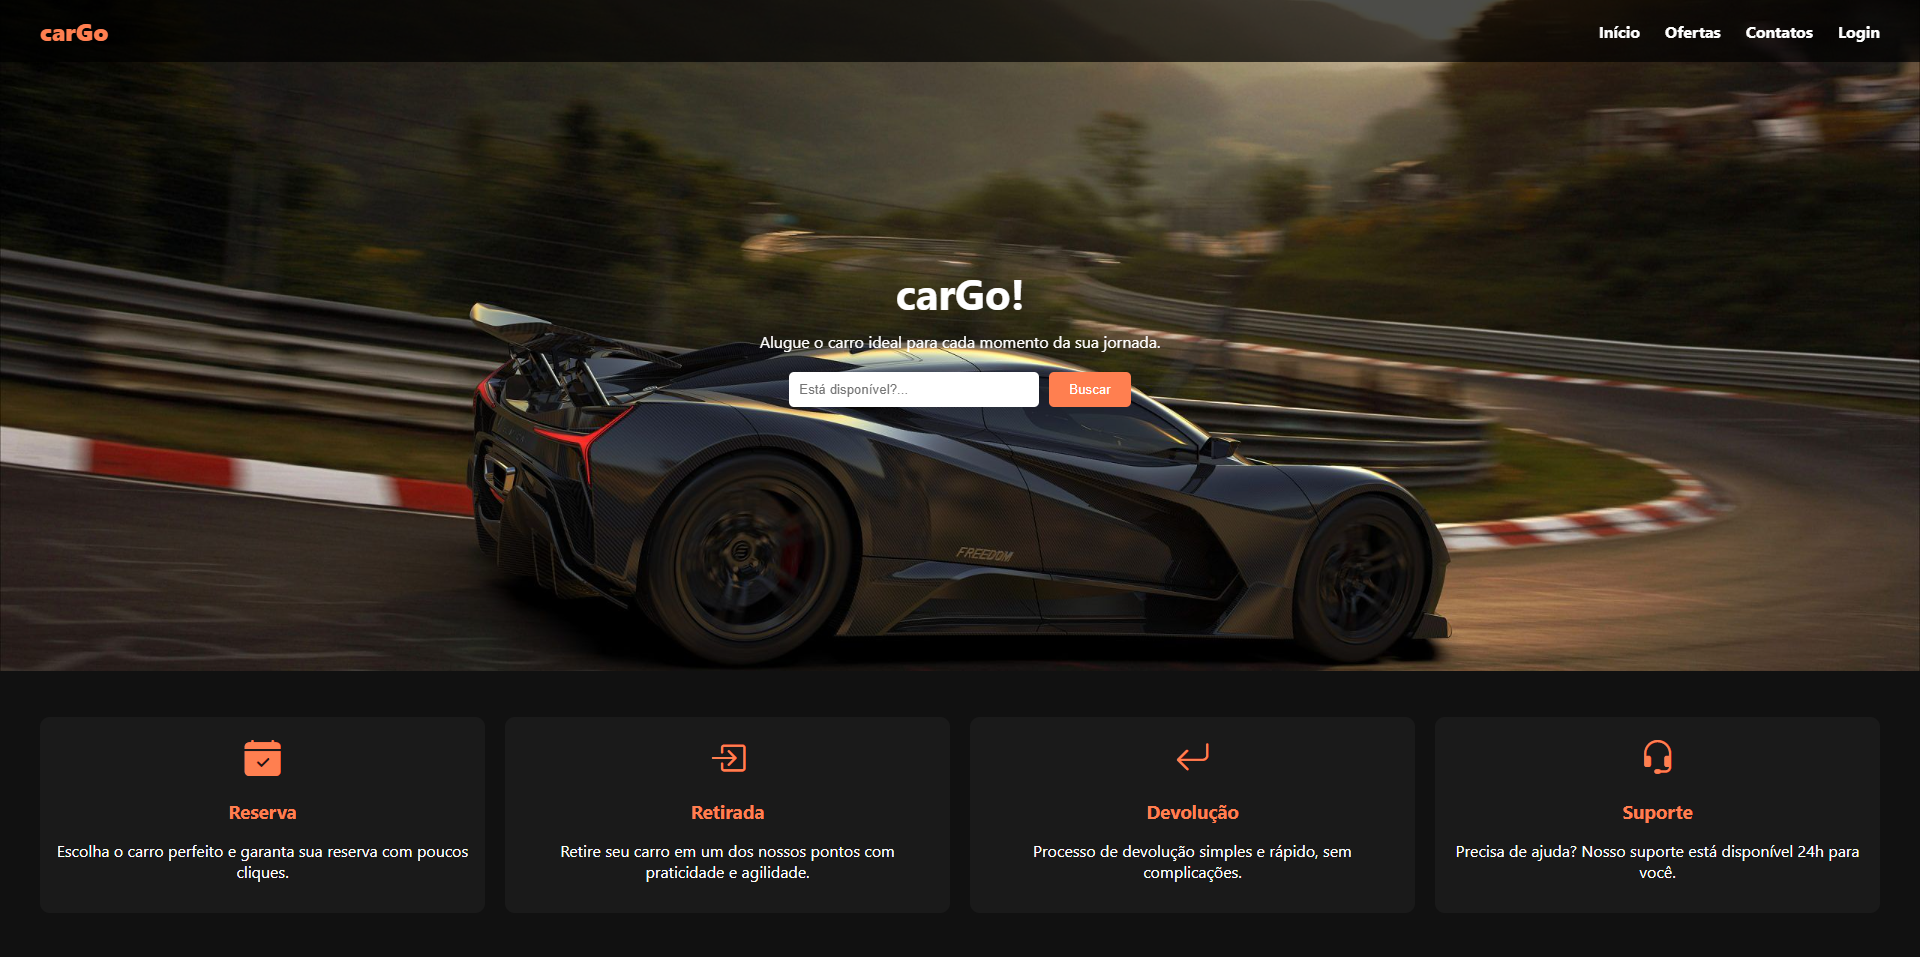 carGo
Início Ofertas Contatos Login
carGo!
Alugue o carro ideal para cada momento da sua jornada.
Está disponível?...
Buscar
FREEDOM
Reserva
Escolha o carro perfeito e garanta sua reserva com poucos
cliques.
Retirada
Retire seu carro em um dos nossos pontos com
praticidade e agilidade.
Devolução
Processo de devolução simples e rápido, sem
complicações.
Suporte
Precisa de ajuda? Nosso suporte está disponível 24h para
você.